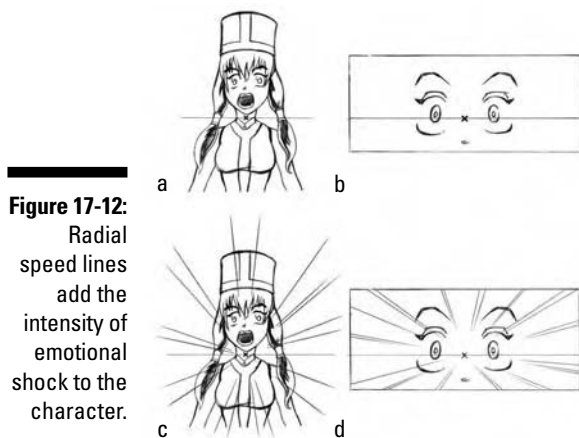 a
b
Figure 17-12:
Radial
speed lines
add the
intensity of
emotional
shock to the
character.
c
d